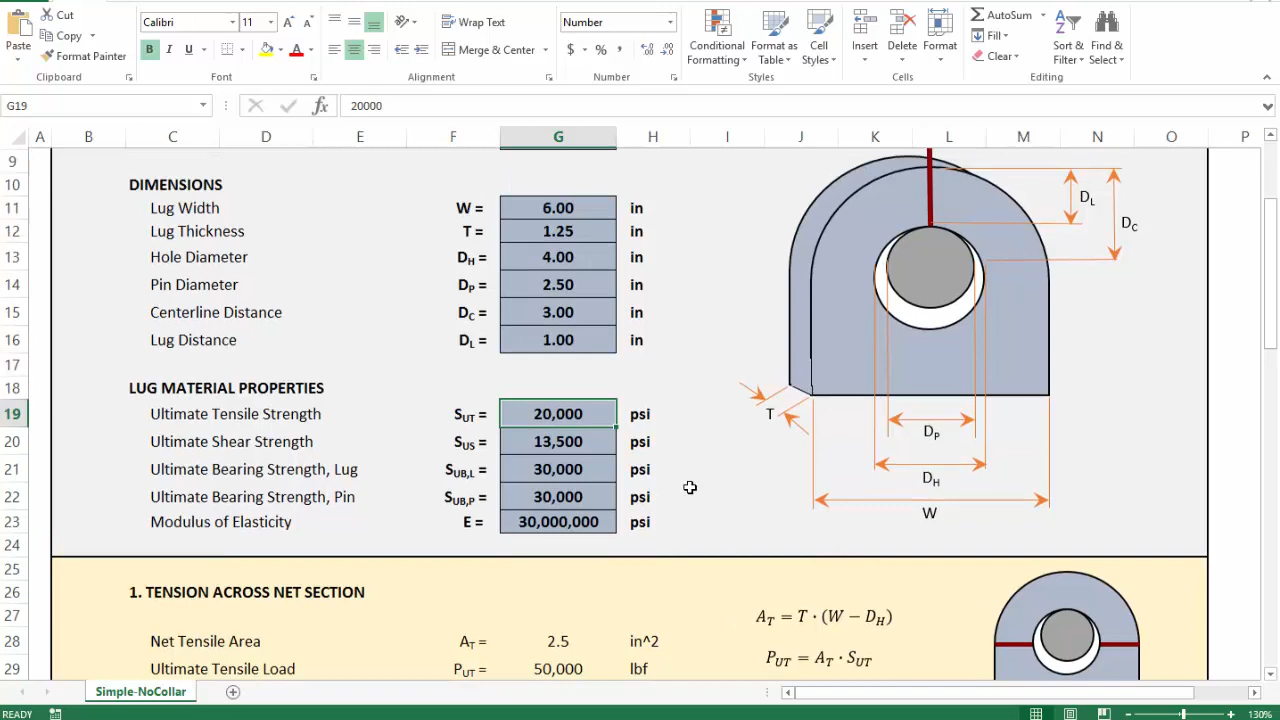 Cut
Copy
Format Painter
Paste
Clipboard
Calibri
11
A A
B I U
A
Font
Wrap Text
Merge & Center
Alignment
Number
$ % ,
Number
Conditional Formatting
Format as Table
Cell Styles
Styles
Insert
Delete
Format
Cells
AutoSum
Fill
Clear
Sort & Filter
Find & Select
Editing
G19
fx
20000
A B C D E F G H I J K L M N O P
9
10 DIMENSIONS
11 Lug Width W = 6.00 in
12 Lug Thickness T = 1.25 in
13 Hole Diameter DH = 4.00 in
14 Pin Diameter DP = 2.50 in
15 Centerline Distance DC = 3.00 in
16 Lug Distance DL = 1.00 in
17
18 LUG MATERIAL PROPERTIES
19 Ultimate Tensile Strength SUT = 20,000 psi
20 Ultimate Shear Strength SUS = 13,500 psi
21 Ultimate Bearing Strength, Lug SUB,L = 30,000 psi
22 Ultimate Bearing Strength, Pin SUB,P = 30,000 psi
23 Modulus of Elasticity E = 30,000,000 psi
24
25
26 1. TENSION ACROSS NET SECTION
27 AT = T · (W − DH)
28 Net Tensile Area AT = 2.5 in^2
PUT = AT · SUT
29 Ultimate Tensile Load PUT = 50,000 lbf
DL
DC
T
DP
DH
W
Simple-NoCollar
READY
130%